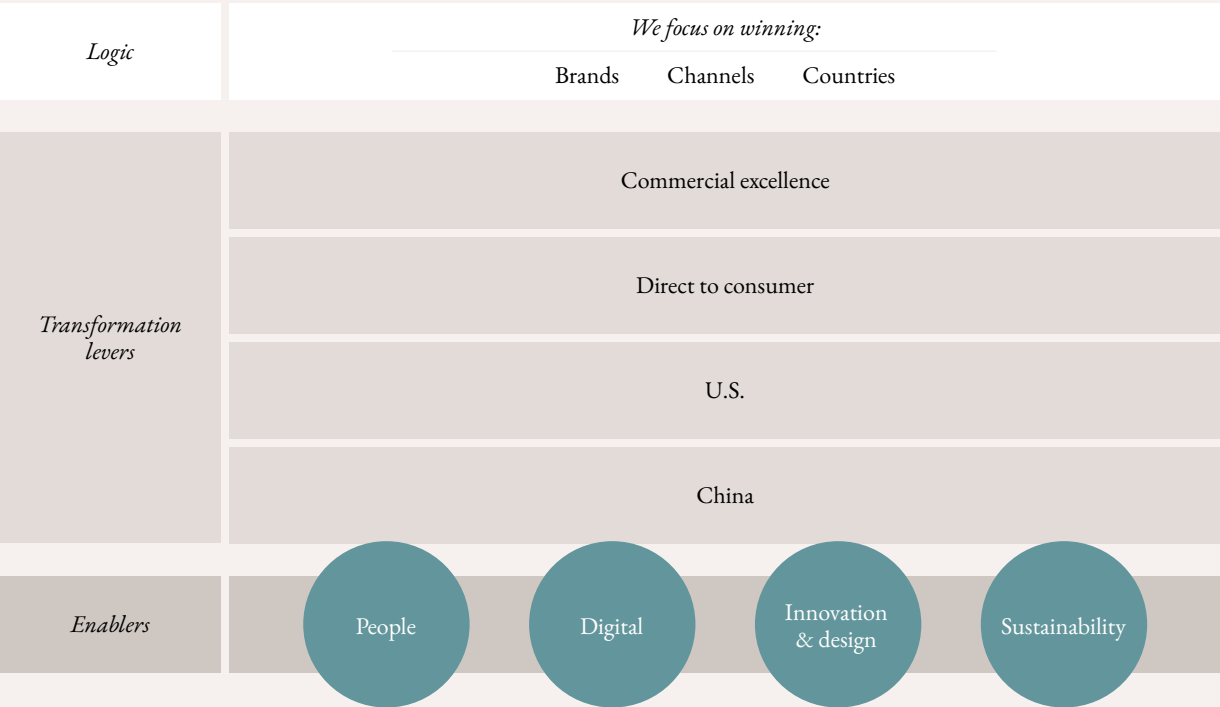 Logic
We focus on winning:
Brands Channels Countries
Transformation
levers
Commercial excellence
Direct to consumer
U.S.
China
Enablers
People
Digital
Innovation
& design
Sustainability